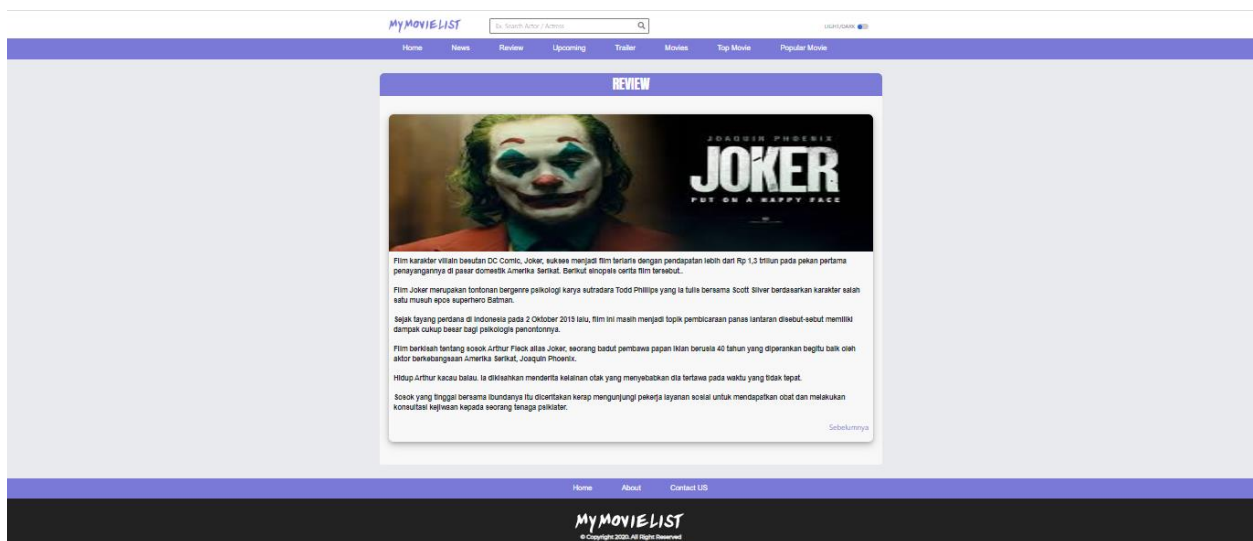 MY MOVIE LIST
Ex. Search Artor / Artress
LIGHT/DARK
Home News Review Upcoming Trailer Movies Top Movie Popular Movie
REVIEW
JOAQUIN PHOENIX
JOKER
PUT ON A HAPPY FACE
Film karakter villain besutan DC Comic, Joker, sukses menjadi film terlaris dengan pendapatan lebih dari Rp 1,3 triliun pada pekan pertama
penayangannya di pasar domestik Amerika Serikat. Berikut sinopsis cerita film tersebut..
Film Joker merupakan tontonan bergenre psikologi karya sutradara Todd Phillips yang ia tulis bersama Scott Silver berdasarkan karakter salah
satu musuh epos superhero Batman.
Sejak tayang perdana di Indonesia pada 2 Oktober 2019 lalu, film ini masih menjadi topik pembicaraan panas lantaran disebut-sebut memiliki
dampak cukup besar bagi psikologis penontonnya.
Film berkisah tentang sosok Arthur Fleck alias Joker, seorang badut pembawa papan iklan berusia 40 tahun yang diperankan begitu baik oleh
aktor berkebangsaan Amerika Serikat, Joaquin Phoenix.
Hidup Arthur kacau balau. Ia dikisahkan menderita kelainan otak yang menyebabkan dia tertawa pada waktu yang tidak tepat.
Sosok yang tinggal bersama ibundanya itu diceritakan kerap mengunjungi pekerja layanan sosial untuk mendapatkan obat dan melakukan
konsultasi kejiwaan kepada seorang tenaga psikiater.
Sebelumnya
Home About Contact US
MY MOVIE LIST
© Copyright 2020. All Right Reserved